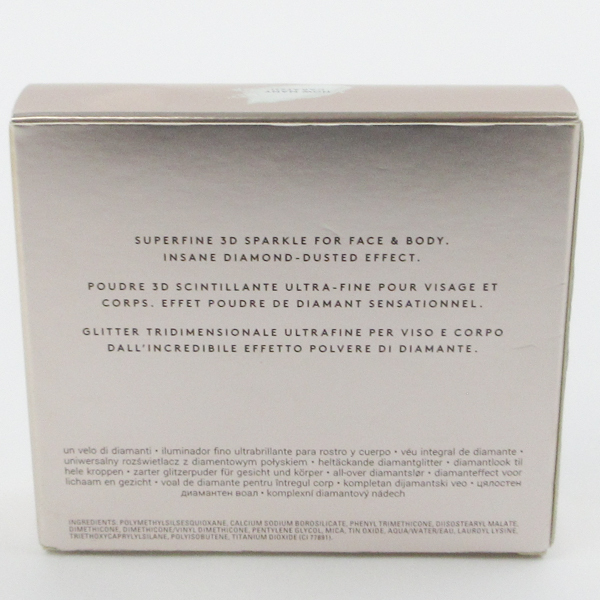 SUPERFINE 3D SPARKLE FOR FACE & BODY.
INSANE DIAMOND-DUSTED EFFECT.
POUDRE 3D SCINTILLANTE ULTRA-FINE POUR VISAGE ET
CORPS. EFFET POUDRE DE DIAMANT SENSATIONNEL.
GLITTER TRIDIMENSIONALE ULTRAFINE PER VISO E CORPO
DALL'INCREDIBILE EFFETTO POLVERE DI DIAMANTE.
un velo di diamanti • iluminador fino ultrabrillante para rostro y cuerpo • véu integral de diamante •
uniwersalny rozświetlacz z diamentowym połyskiem • heltäckande diamantglitter • diamantlook til
hele kroppen • zarter glitzerpuder für gesicht und körper • all-over diamantslør • diamanteffect voor
lichaam en gezicht • voal de diamante pentru întregul corp • kompletan dijamantski veo • цялостен
диамантен воал • komplexní diamantový nádech
INGREDIENTS: POLYMETHYLSILSESQUIOXANE, CALCIUM SODIUM BOROSILICATE, PHENYL TRIMETHICONE, DIISOSTEARYL MALATE,
DIMETHICONE, DIMETHICONE/VINYL DIMETHICONE, PENTYLENE GLYCOL, MICA, TIN OXIDE, AQUA/WATER/EAU, LAUROYL LYSINE,
TRIETHOXYCAPRYLYLSILANE, POLYISOBUTENE, TITANIUM DIOXIDE (CI 77891).